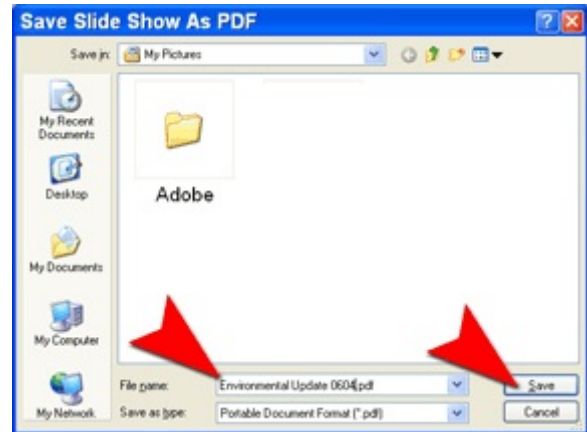 Save Slide Show As PDF
Save in: My Pictures
My Recent
Documents
Adobe
Desktop
My Documents
My Computer
File name: Environmental Update 0604.pdf Save
My Network Save as type: Portable Document Format (*.pdf) Cancel